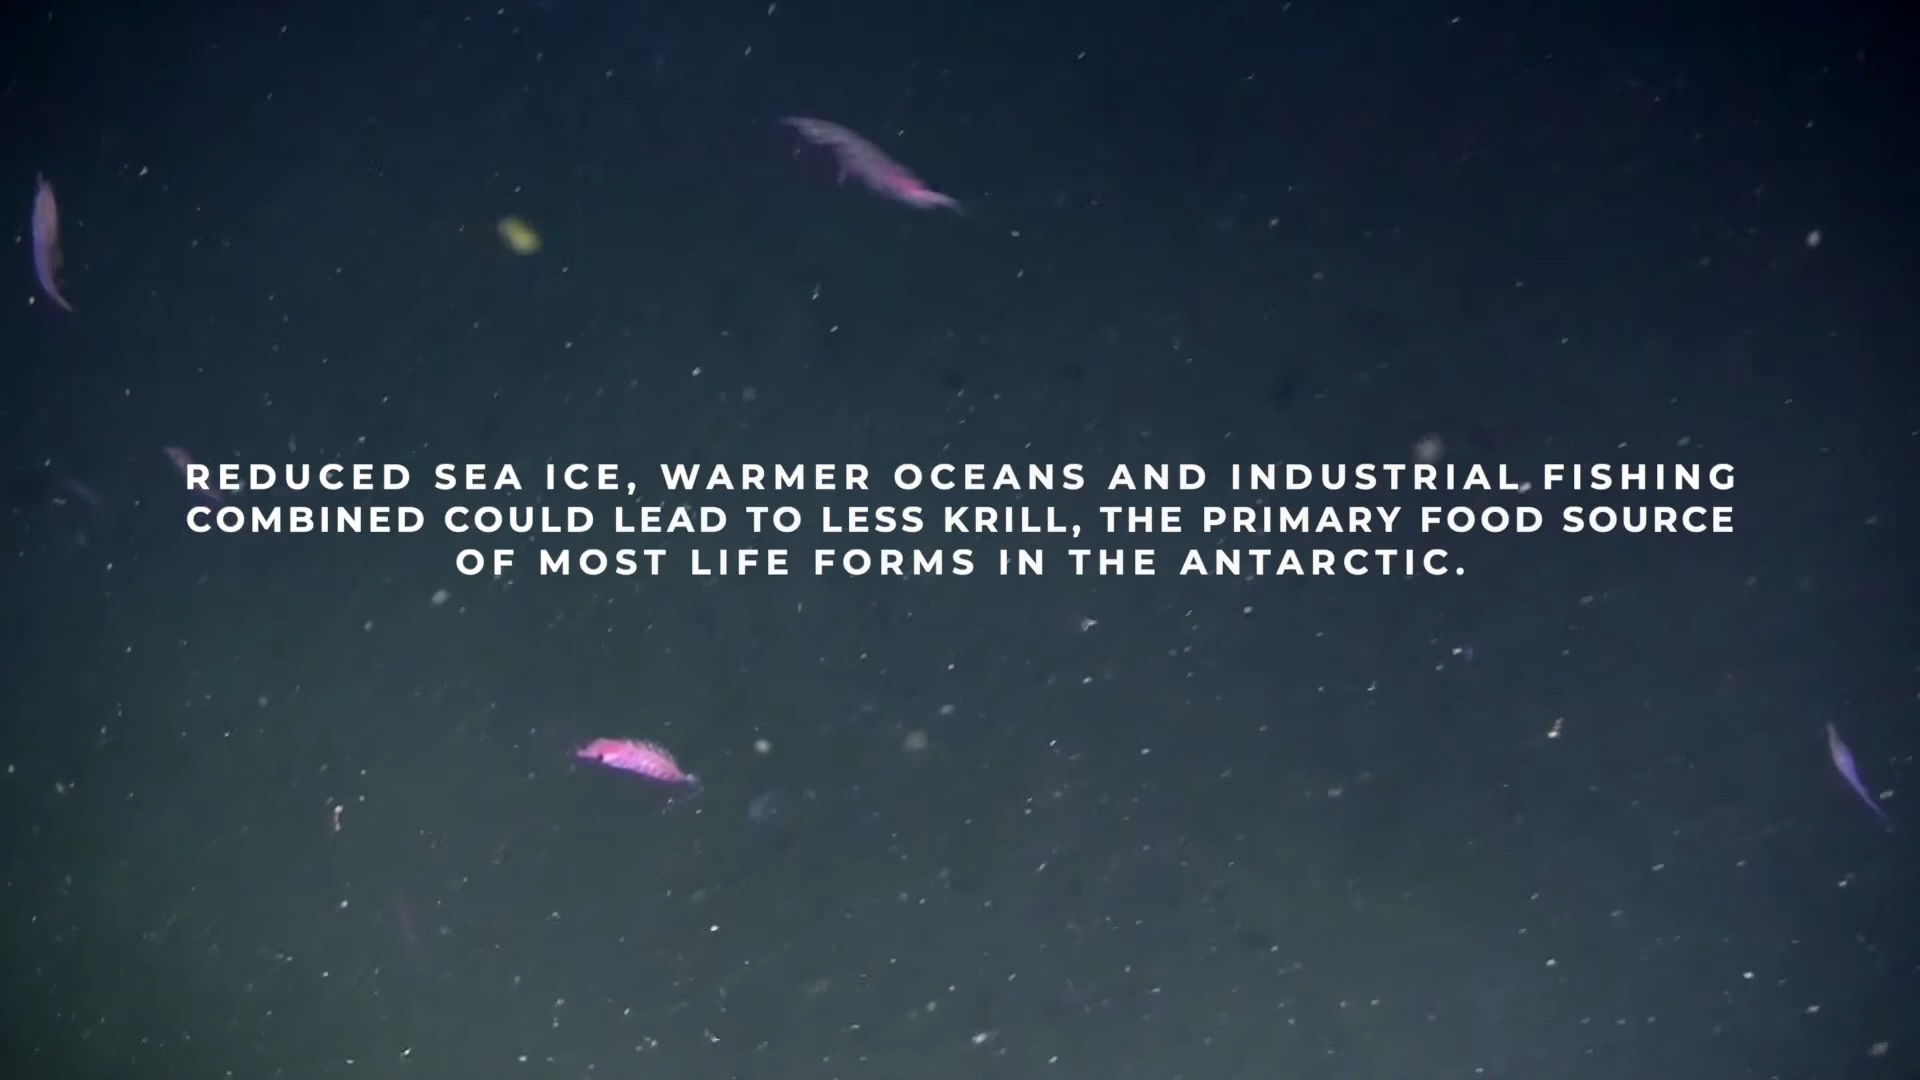 REDUCED SEA ICE, WARMER OCEANS AND INDUSTRIAL FISHING
COMBINED COULD LEAD TO LESS KRILL, THE PRIMARY FOOD SOURCE
OF MOST LIFE FORMS IN THE ANTARCTIC.